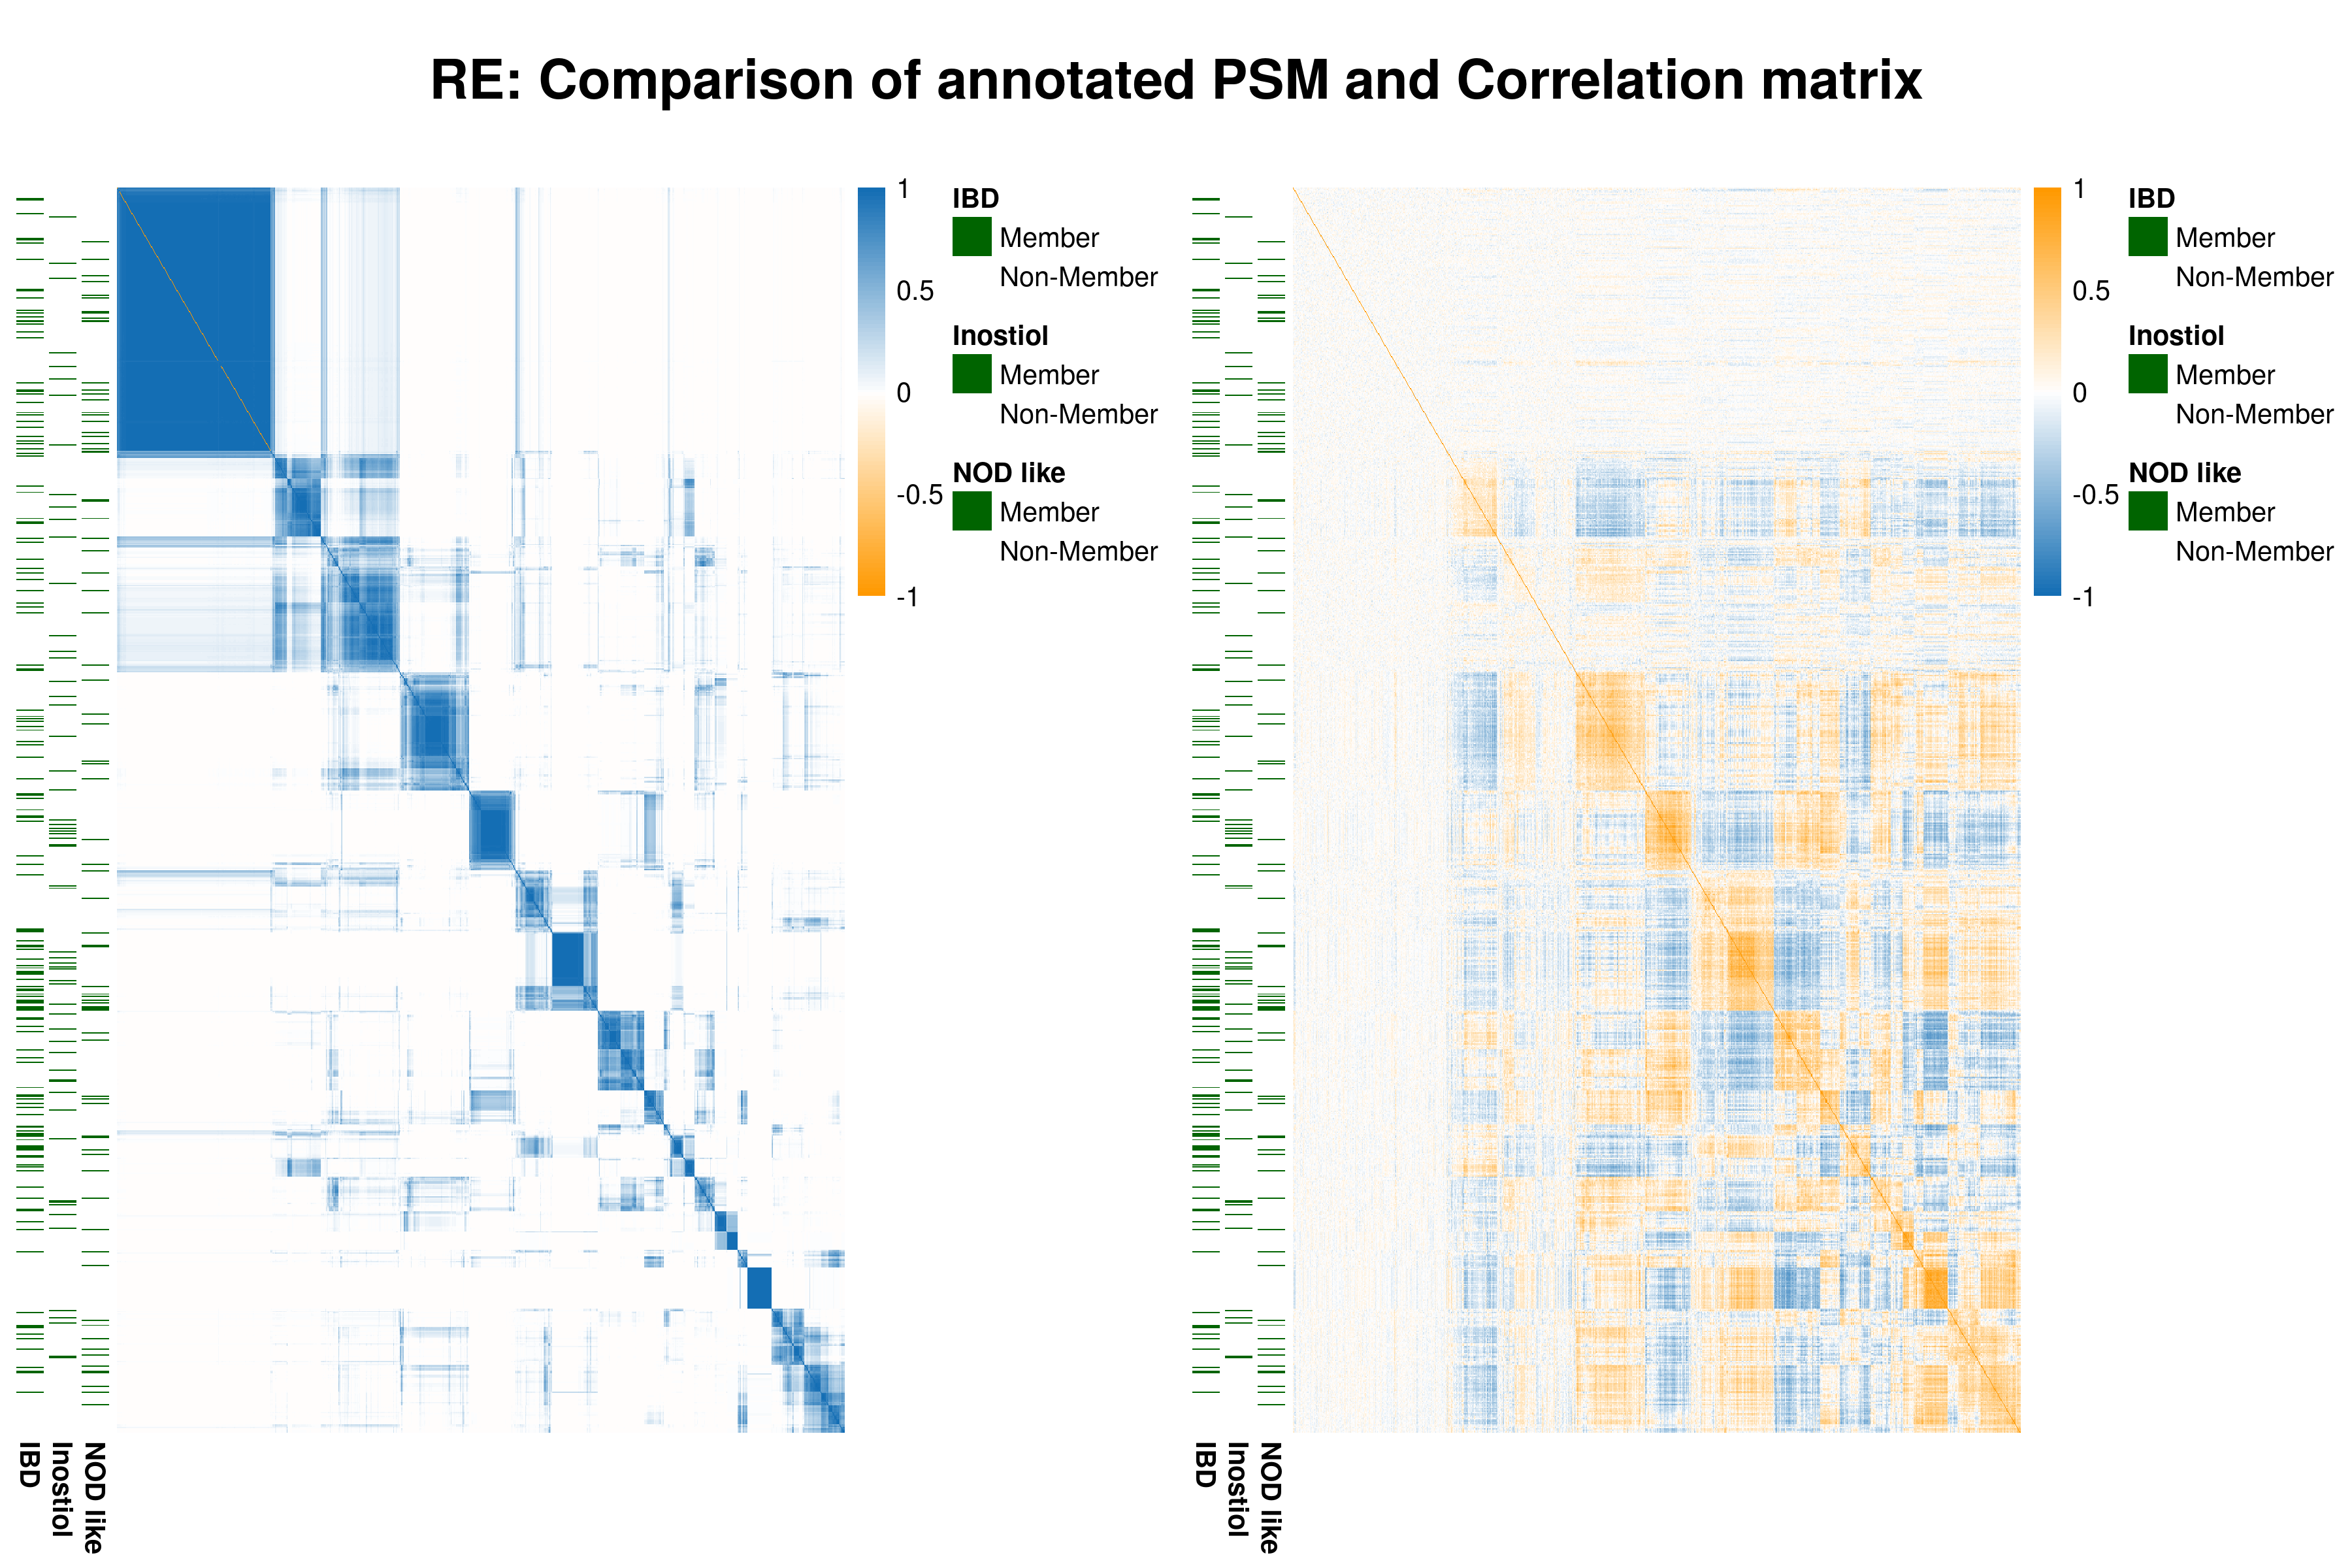 RE: Comparison of annotated PSM and Correlation matrix
1
0.5
0
-0.5
-1
IBD
Member
Non-Member
Inostiol
Member
Non-Member
NOD like
Member
Non-Member
IBD
Inostiol
NOD like
1
0.5
0
-0.5
-1
IBD
Member
Non-Member
Inostiol
Member
Non-Member
NOD like
Member
Non-Member
IBD
Inostiol
NOD like